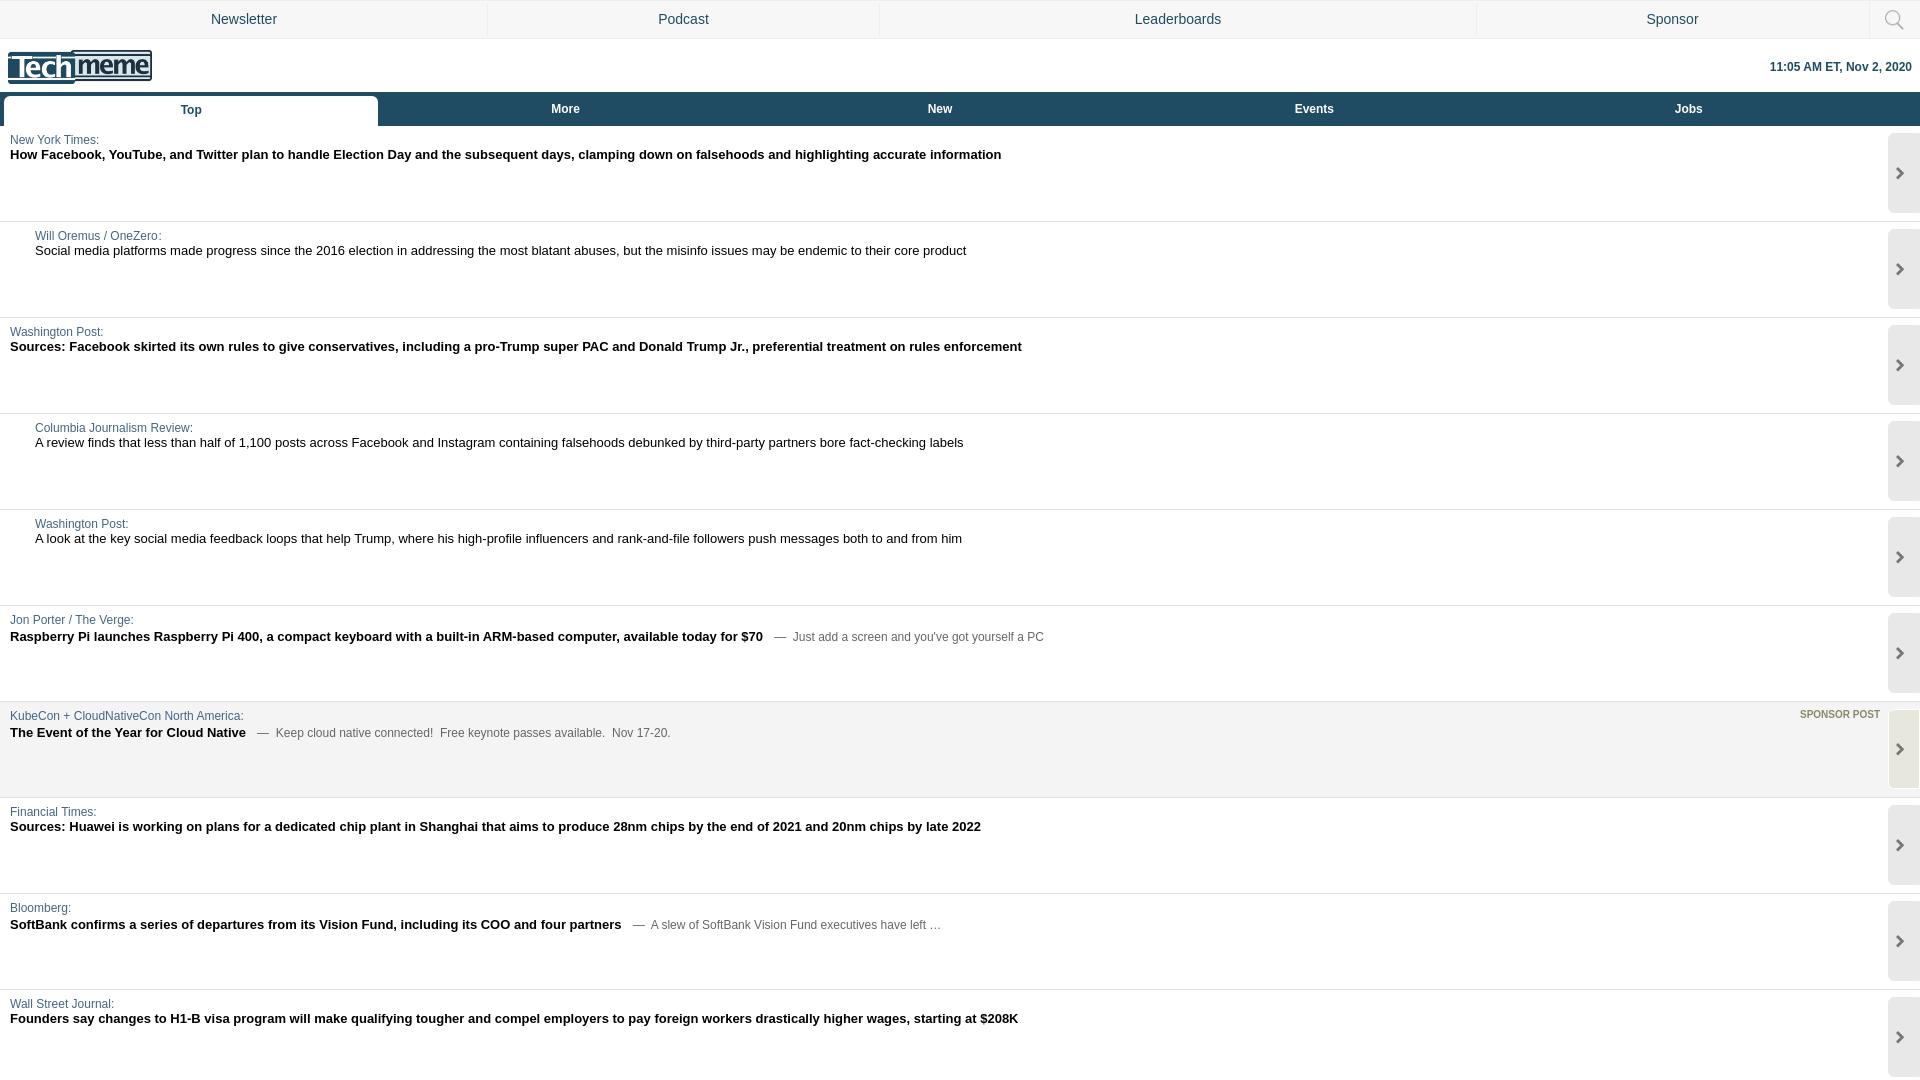 Newsletter
Podcast
Leaderboards
Sponsor
Techmeme
11:05 AM ET, Nov 2, 2020
Top
More
New
Events
Jobs
New York Times:
How Facebook, YouTube, and Twitter plan to handle Election Day and the subsequent days, clamping down on falsehoods and highlighting accurate information
Will Oremus / OneZero:
Social media platforms made progress since the 2016 election in addressing the most blatant abuses, but the misinfo issues may be endemic to their core product
Washington Post:
Sources: Facebook skirted its own rules to give conservatives, including a pro-Trump super PAC and Donald Trump Jr., preferential treatment on rules enforcement
Columbia Journalism Review:
A review finds that less than half of 1,100 posts across Facebook and Instagram containing falsehoods debunked by third-party partners bore fact-checking labels
Washington Post:
A look at the key social media feedback loops that help Trump, where his high-profile influencers and rank-and-file followers push messages both to and from him
Jon Porter / The Verge:
Raspberry Pi launches Raspberry Pi 400, a compact keyboard with a built-in ARM-based computer, available today for $70 — Just add a screen and you've got yourself a PC
KubeCon + CloudNativeCon North America:
SPONSOR POST
The Event of the Year for Cloud Native — Keep cloud native connected! Free keynote passes available. Nov 17-20.
Financial Times:
Sources: Huawei is working on plans for a dedicated chip plant in Shanghai that aims to produce 28nm chips by the end of 2021 and 20nm chips by late 2022
Bloomberg:
SoftBank confirms a series of departures from its Vision Fund, including its COO and four partners — A slew of SoftBank Vision Fund executives have left …
Wall Street Journal:
Founders say changes to H1-B visa program will make qualifying tougher and compel employers to pay foreign workers drastically higher wages, starting at $208K